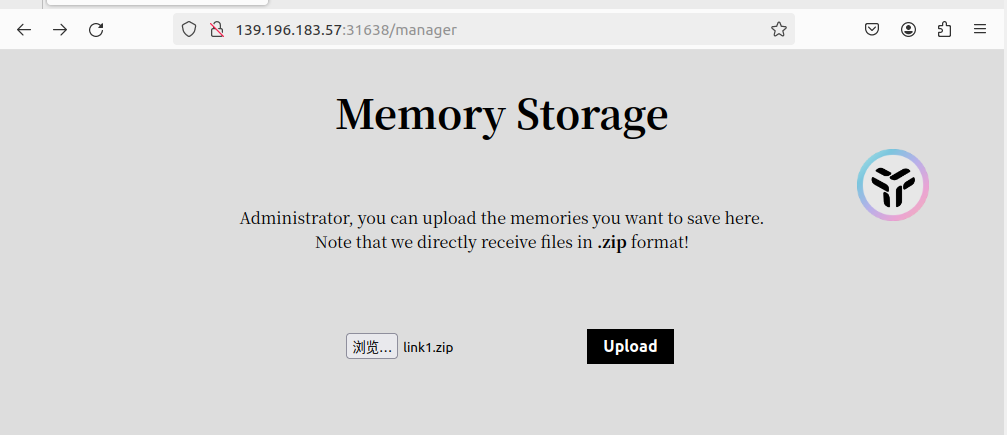 139.196.183.57:31638/manager
Memory Storage
Administrator, you can upload the memories you want to save here.
Note that we directly receive files in .zip format!
浏览... link1.zip
Upload